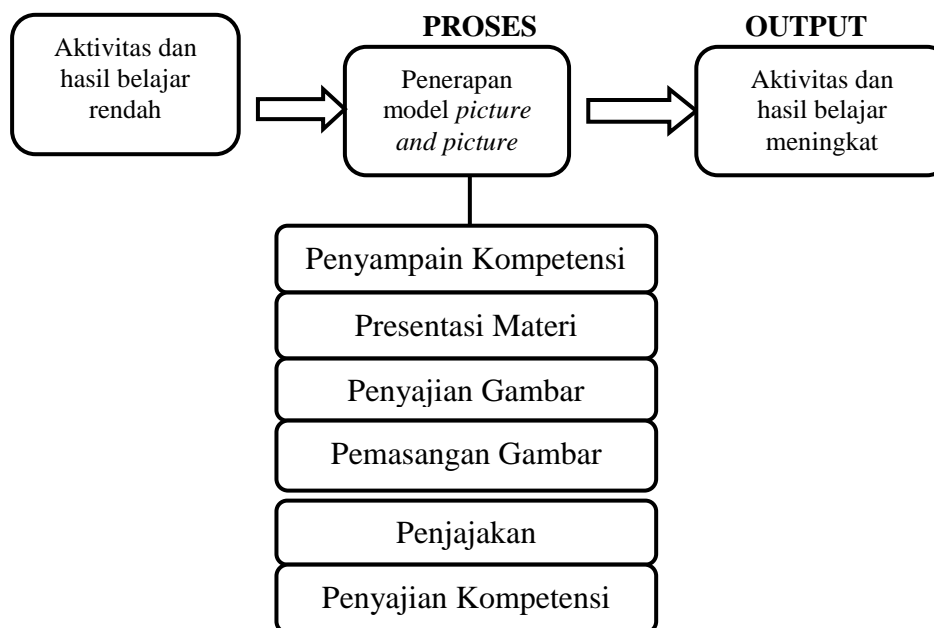 Aktivitas dan
hasil belajar
rendah
PROSES
Penerapan
model picture
and picture
OUTPUT
Aktivitas dan
hasil belajar
meningkat
Penyampain Kompetensi
Presentasi Materi
Penyajian Gambar
Pemasangan Gambar
Penjajakan
Penyajian Kompetensi